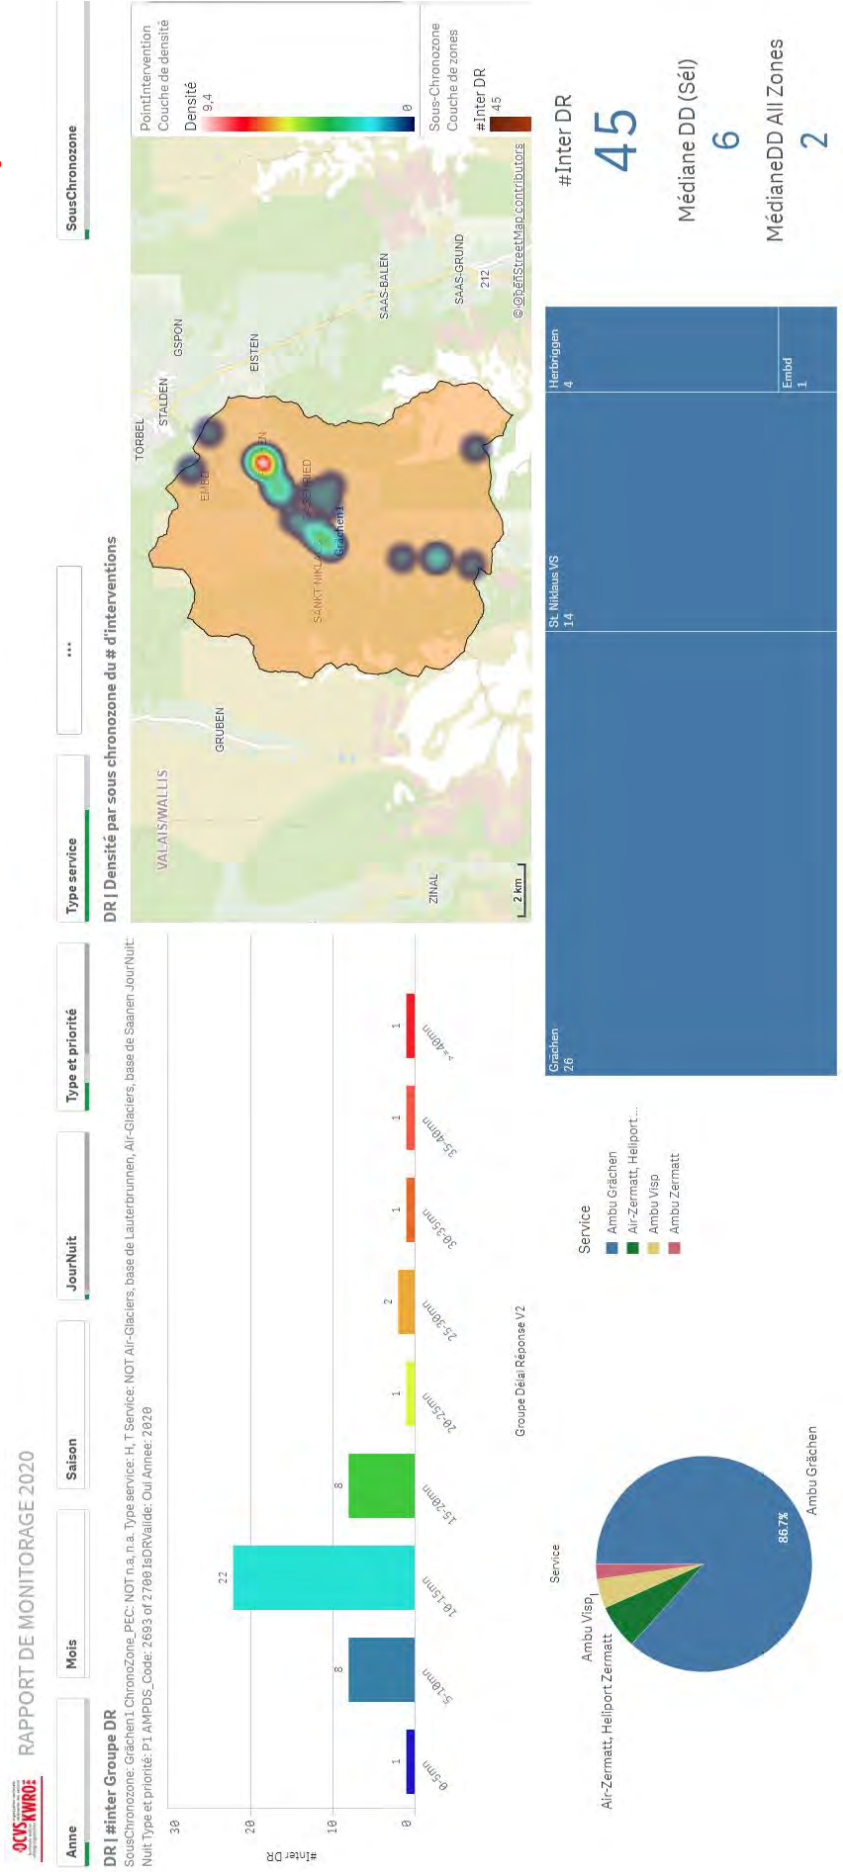 OCVS
KWRO
RAPPORT DE MONITORAGE 2020
Anne
Mois
Saison
JourNuit
Type et priorité
Type service
...
SousChronozone
DR | #inter Groupe DR
SousChronozone: Grächen1 ChronoZone_PEC: NOT n.a, n.a. Type service: H, T Service: NOT Air-Glaciers, base de Lauterbrunnen, Air-Glaciers, base de Saanen JourNuit:
Nuit Type et priorité: P1 AMPDS_Code: 2693 of 2700 IsDRValide: Oui Annee: 2020
#Inter DR
30
20
10
0
1
8
22
8
1
2
1
1
1
0-5mn
5-10mn
10-15mn
15-20mn
20-25mn
25-30mn
30-35mn
35-40mn
>=40mn
Groupe Délai Réponse V2
DR | Densité par sous chronozone du # d'interventions
VALAIS/WALLIS
GRUBEN
ZINAL
TÖRBEL
STALDEN
GSPON
EISTEN
SAAS-BALEN
SAAS-GRUND
212
SANKT NIKLA
Grächen1
2 km
© OpenStreetMap contributors
PointIntervention
Couche de densité
Densité
9,4
0
Sous-Chronozone
Couche de zones
#Inter DR
45
Service
Ambu Visp
Air-Zermatt, Heliport Zermatt
86.7%
Ambu Grächen
Service
Ambu Grächen
Air-Zermatt, Heliport ...
Ambu Visp
Ambu Zermatt
Grächen
26
St. Niklaus VS
14
Herbriggen
4
Embd
1
#Inter DR
45
Médiane DD (Sél)
6
MédianeDD All Zones
2